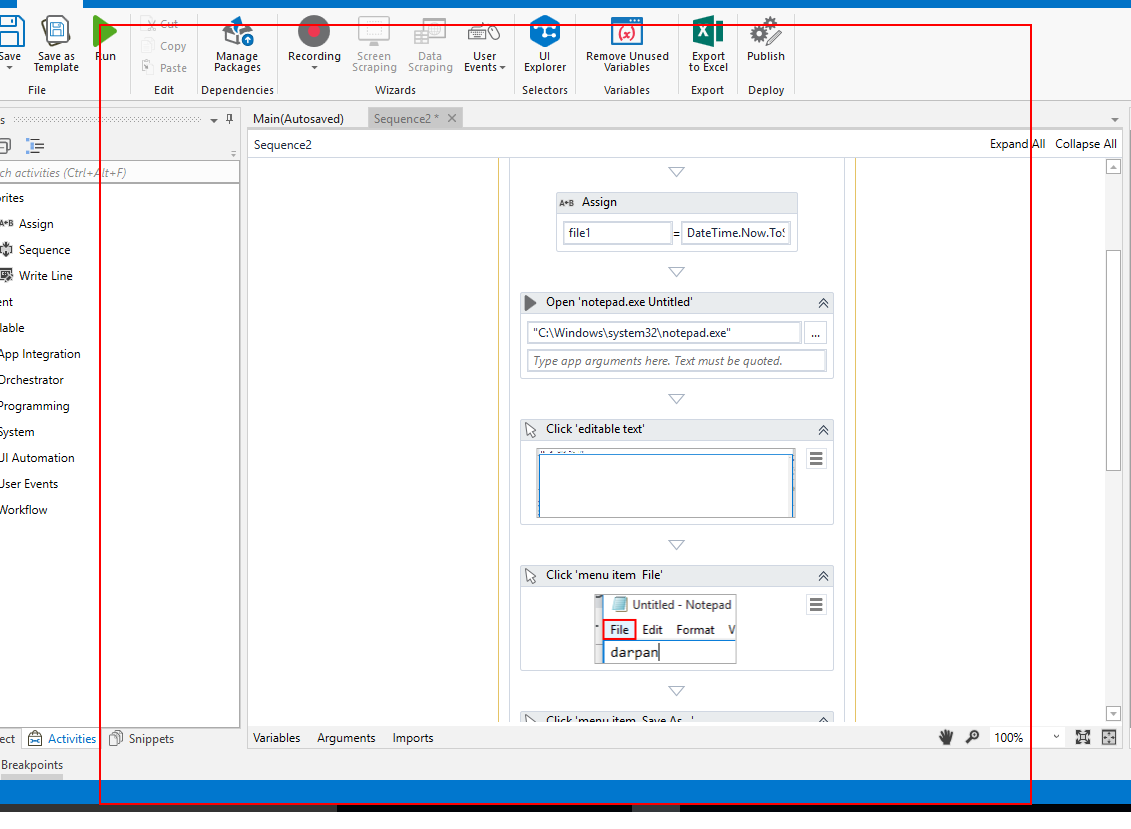 Save
Save as
Template
Run
File
Cut
Copy
Paste
Edit
Manage
Packages
Dependencies
Recording
Screen
Scraping
Data
Scraping
User
Events
Wizards
UI
Explorer
Selectors
Remove Unused
Variables
Variables
Export
to Excel
Export
Publish
Deploy
s
ch activities (Ctrl+Alt+F)
rites
A+B Assign
Sequence
Write Line
ent
lable
App Integration
Orchestrator
Programming
System
UI Automation
User Events
Workflow
Main(Autosaved)
Sequence2 *
Sequence2
Expand All
Collapse All
A+B Assign
file1 = DateTime.Now.ToS
Open 'notepad.exe Untitled'
"C:\Windows\system32\notepad.exe"
...
Type app arguments here. Text must be quoted.
Click 'editable text'
Click 'menu item File'
Untitled - Notepad
File Edit Format V
darpan
Click 'menu item Save As...'
Variables
Arguments
Imports
100%
ect
Activities
Snippets
Breakpoints